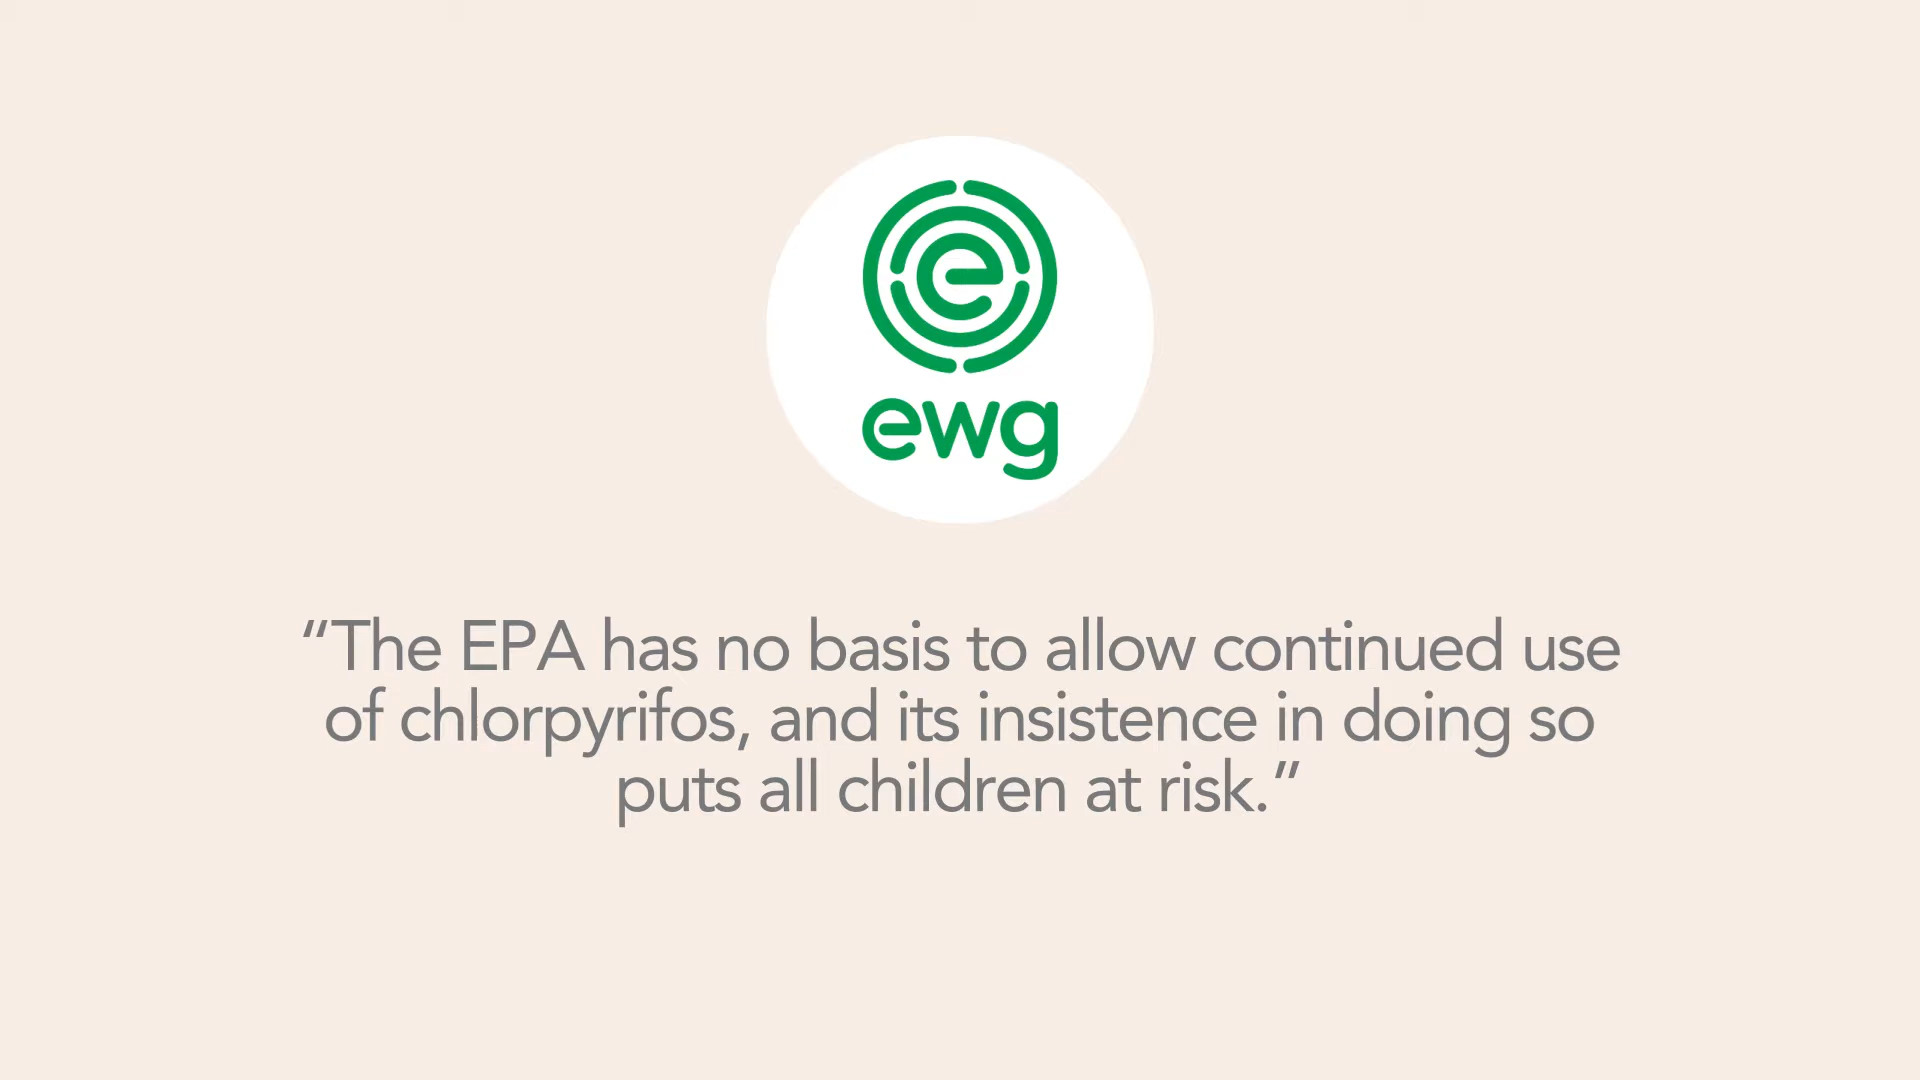 e
ewg
“The EPA has no basis to allow continued use
of chlorpyrifos, and its insistence in doing so
puts all children at risk.”